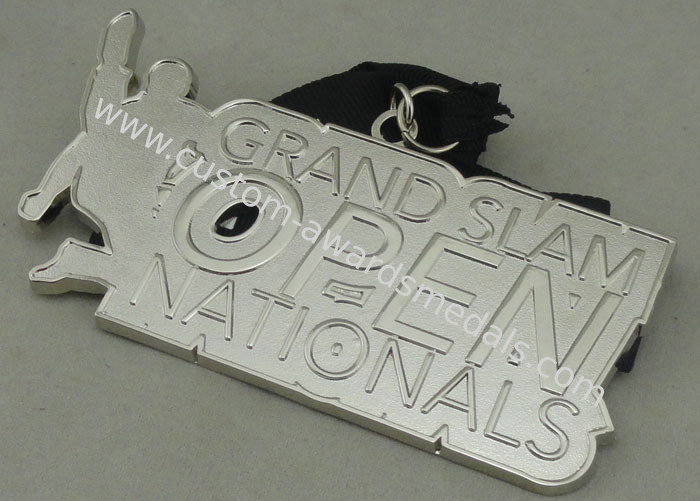 GRAND SLAM
OPEN
NATIONALS
www.custom-awardsmedals.com